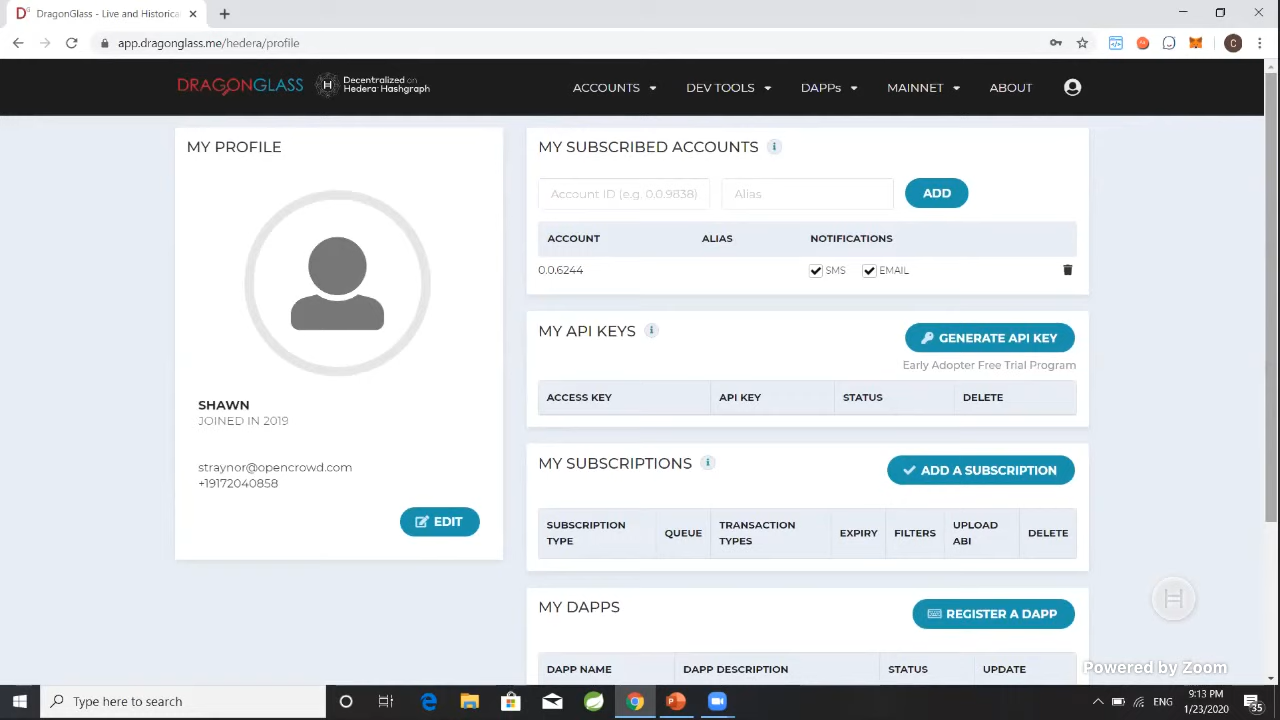 DragonGlass - Live and Historica
app.dragonglass.me/hedera/profile
C
DRAGONGLASS
Decentralized on
Hedera Hashgraph
ACCOUNTS
DEV TOOLS
DAPPs
MAINNET
ABOUT
MY PROFILE
SHAWN
JOINED IN 2019
straynor@opencrowd.com
+19172040858
EDIT
MY SUBSCRIBED ACCOUNTS
Account ID (e.g. 0.0.9838)
Alias
ADD
ACCOUNT ALIAS NOTIFICATIONS
0.0.6244 SMS EMAIL
MY API KEYS
GENERATE API KEY
Early Adopter Free Trial Program
ACCESS KEY API KEY STATUS DELETE
MY SUBSCRIPTIONS
ADD A SUBSCRIPTION
SUBSCRIPTION TYPE QUEUE TRANSACTION TYPES EXPIRY FILTERS UPLOAD ABI DELETE
MY DAPPS
REGISTER A DAPP
DAPP NAME DAPP DESCRIPTION STATUS UPDATE
Powered by Zoom
Type here to search
ENG
9:13 PM
1/23/2020
35